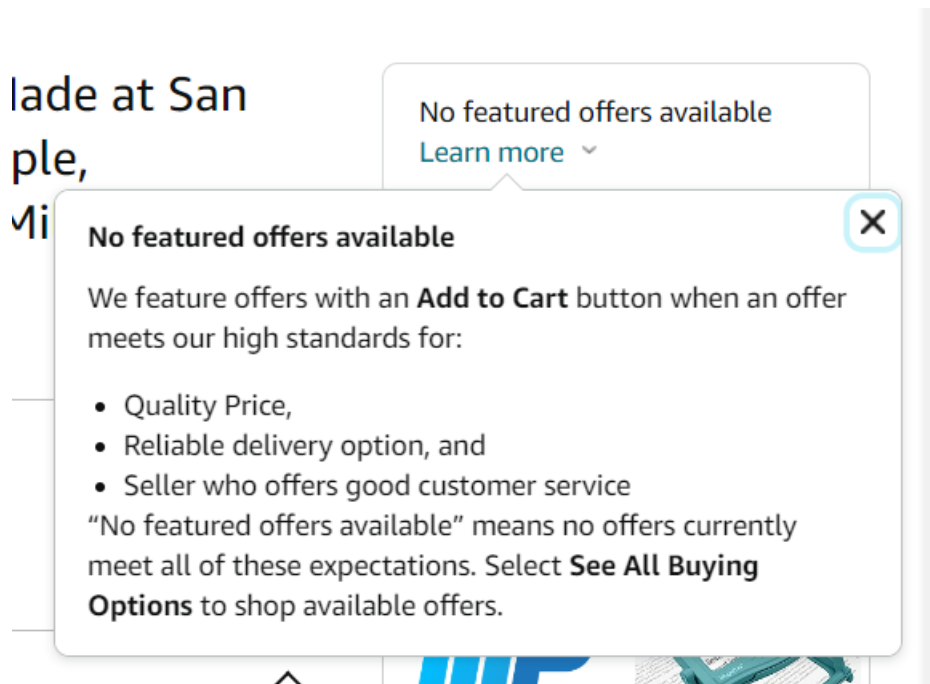 lade at San
ple,
Mi
No featured offers available
Learn more
No featured offers available
We feature offers with an Add to Cart button when an offer
meets our high standards for:
• Quality Price,
• Reliable delivery option, and
• Seller who offers good customer service
“No featured offers available” means no offers currently
meet all of these expectations. Select See All Buying
Options to shop available offers.